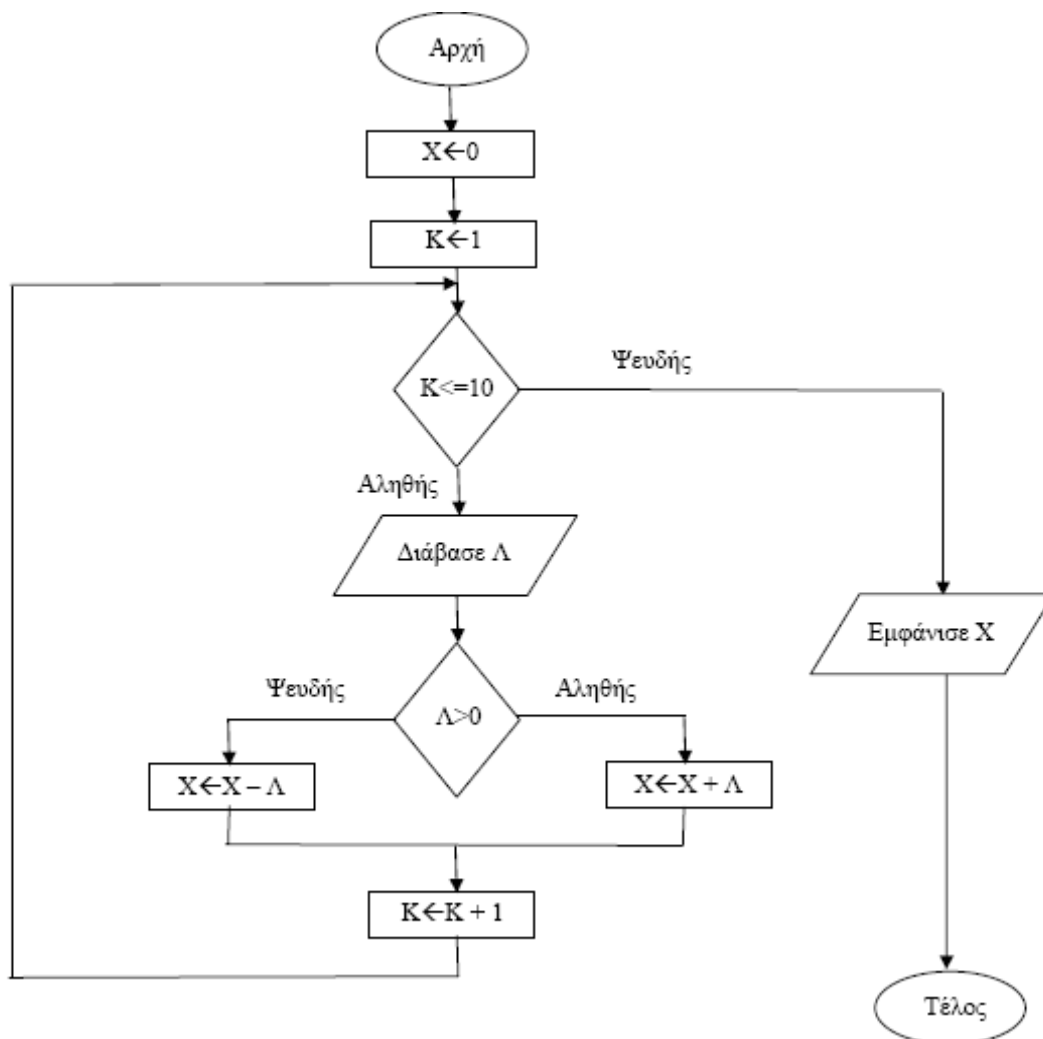 Αρχή
Χ←0
Κ←1
Κ<=10
Ψευδής
Αληθής
Διάβασε Λ
Εμφάνισε Χ
Λ>0
Ψευδής
Αληθής
Χ←Χ – Λ
Χ←Χ + Λ
Κ←Κ + 1
Τέλος